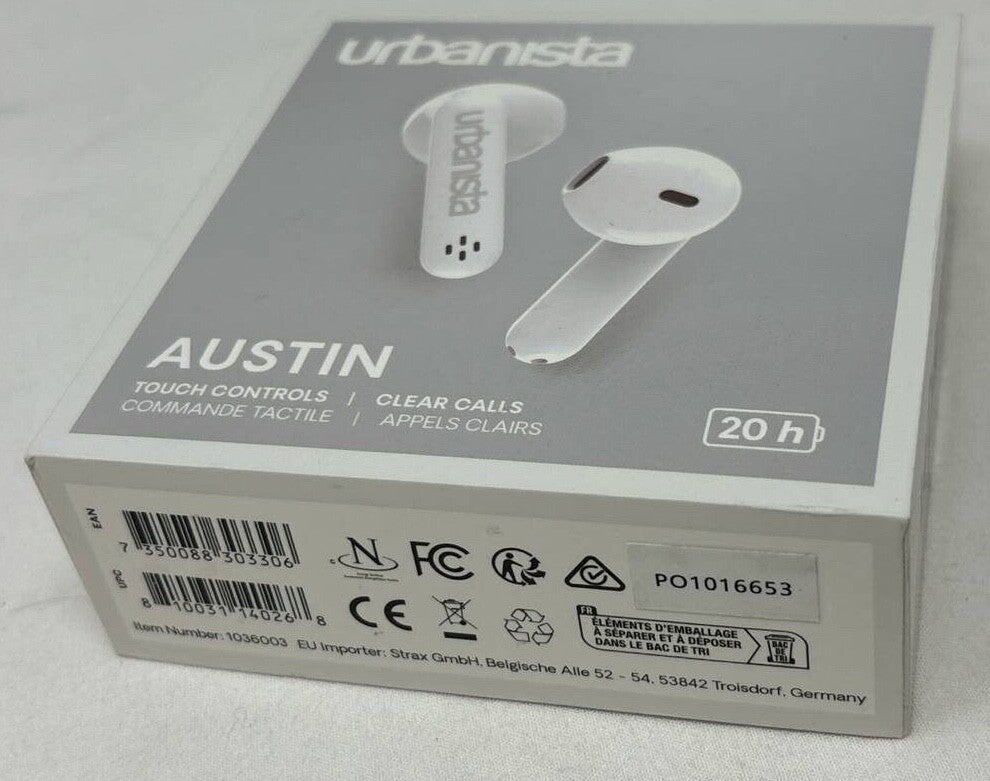 urbanista
urbanista
AUSTIN
TOUCH CONTROLS | CLEAR CALLS
COMMANDE TACTILE | APPELS CLAIRS
20 h
EAN
7 350088 303306
UPC
8 10031 14026 8
N
FC
PO1016653
CE
FR
ÉLÉMENTS D'EMBALLAGE
À SÉPARER ET À DÉPOSER
DANS LE BAC DE TRI
BAC
DE
TRI
Item Number: 1036003 EU Importer: Strax GmbH, Belgische Alle 52 - 54, 53842 Troisdorf, Germany